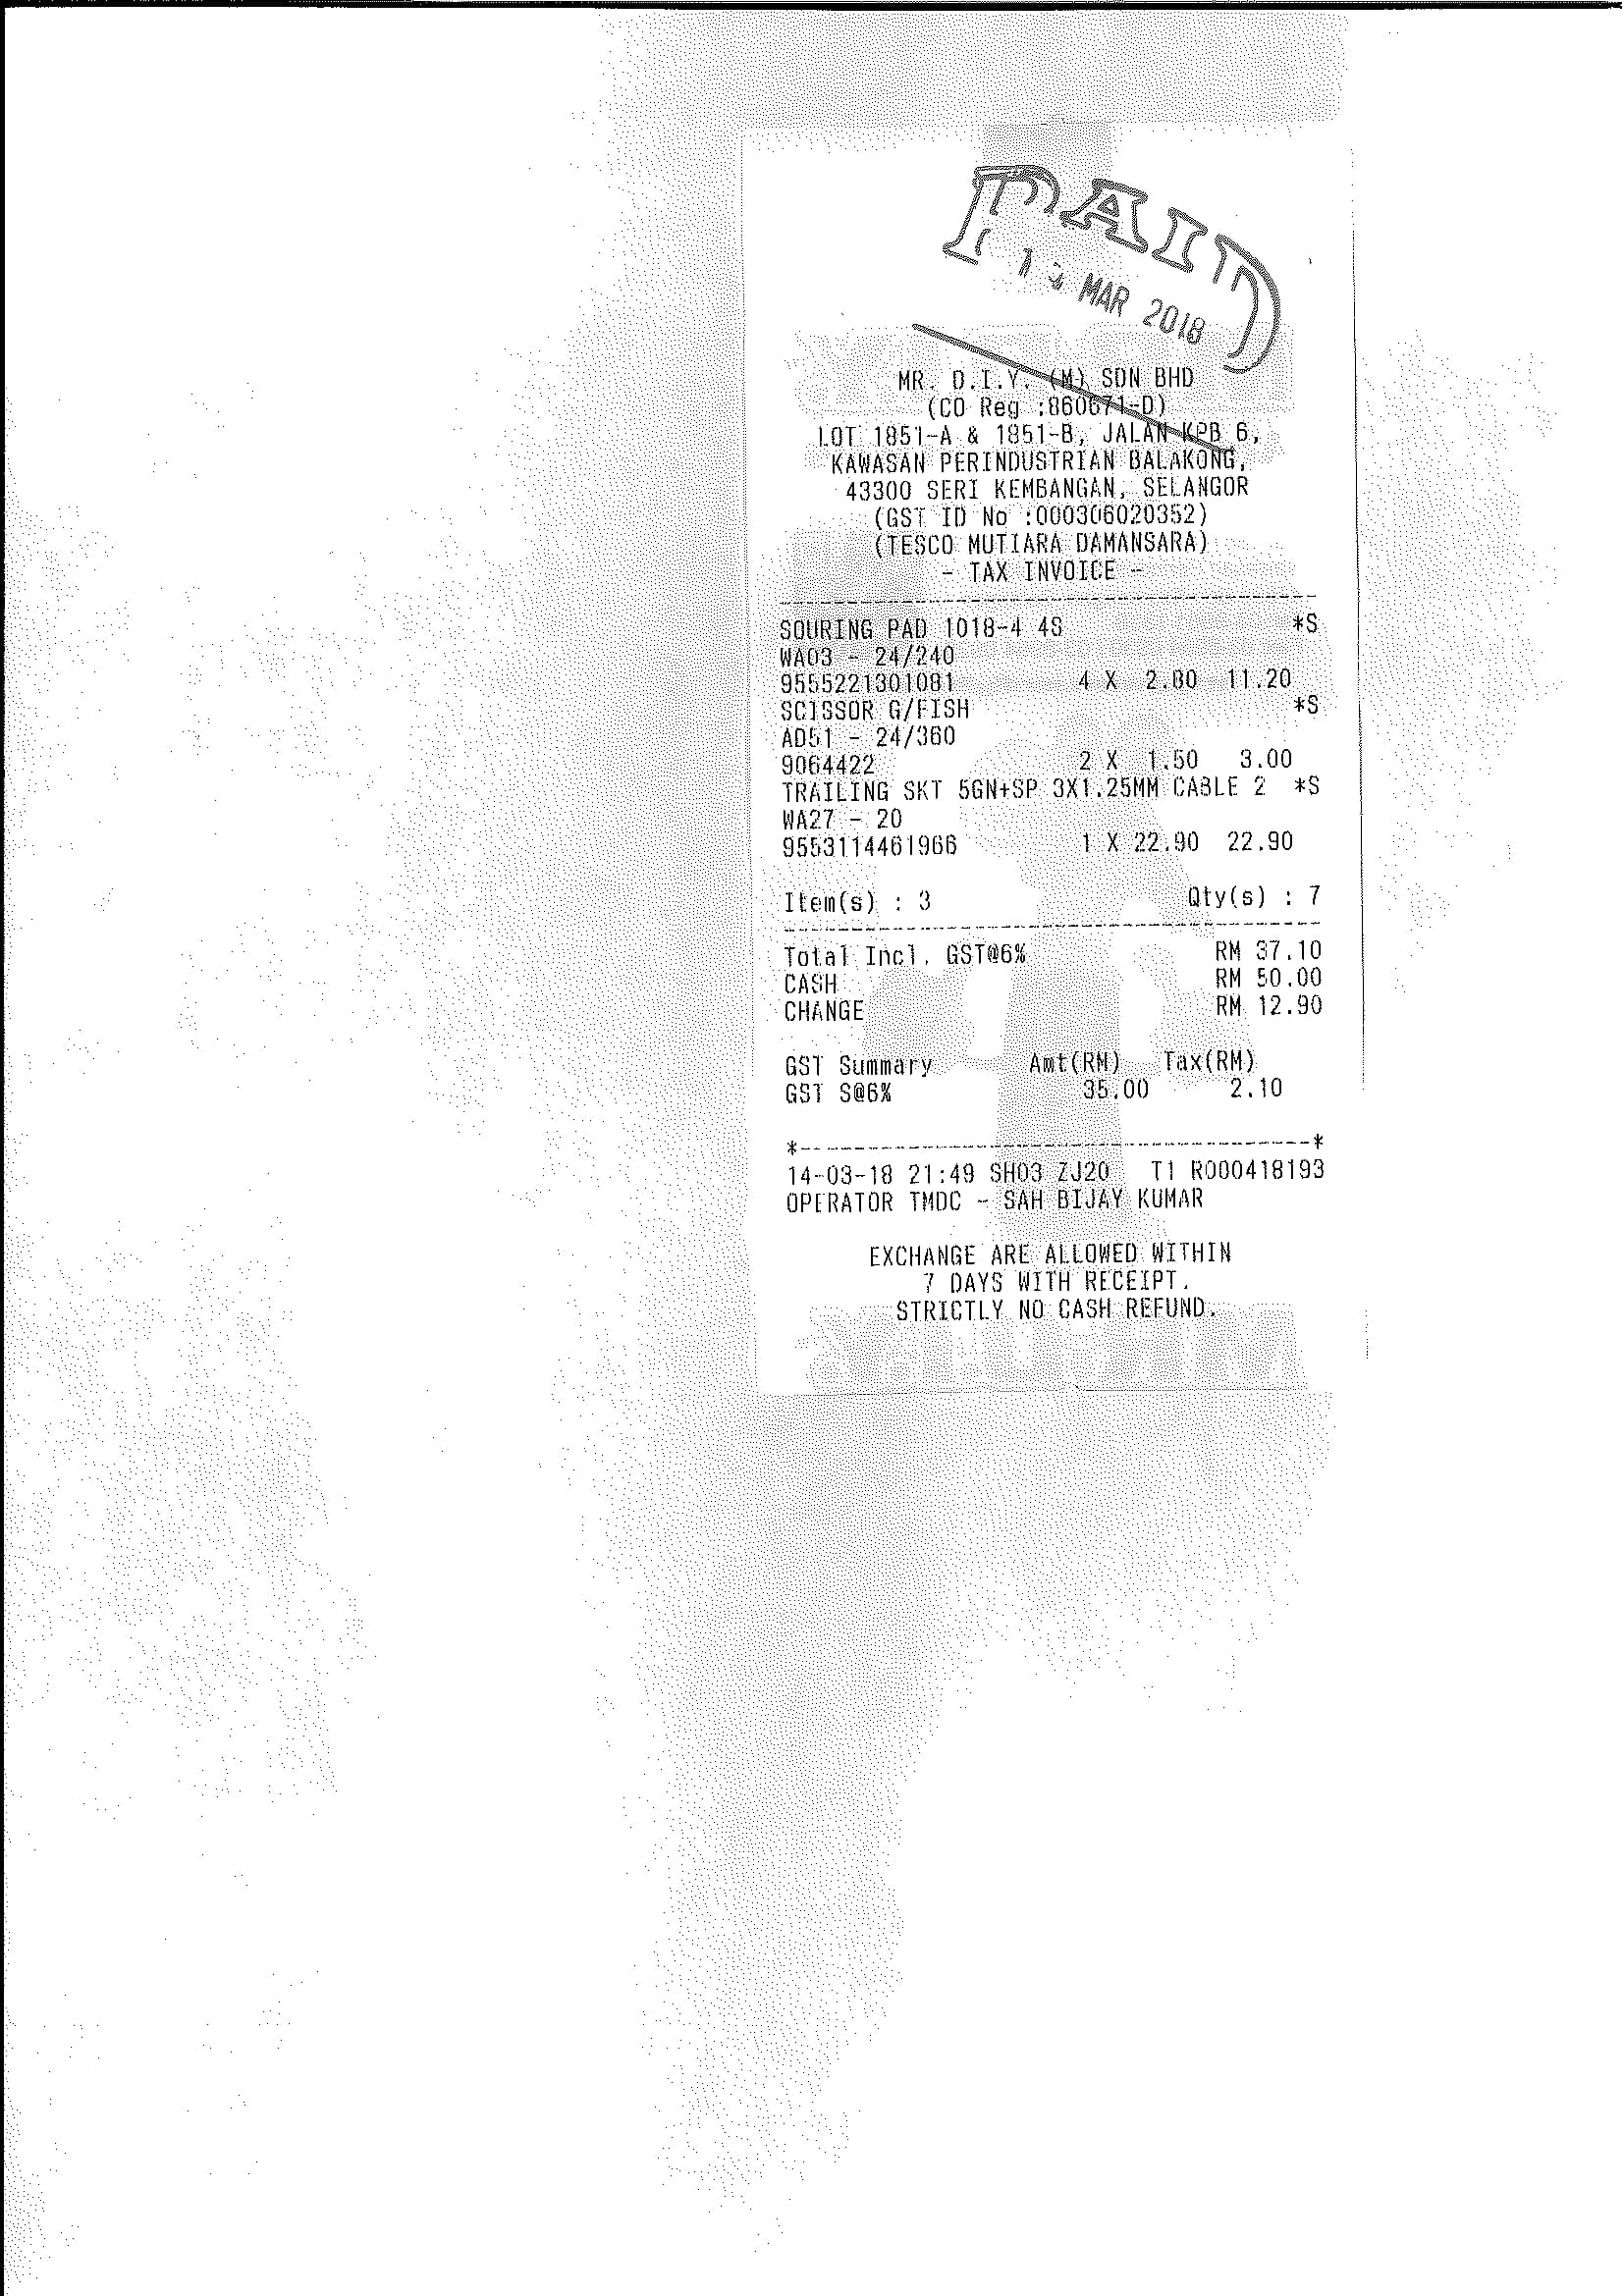 PAID
MAR 2018
MR. D.I.Y. (M) SDN BHD
(CO Reg :860671-D)
LOT 1851-A & 1851-B, JALAN KPB 6,
KAWASAN PERINDUSTRIAN BALAKONG,
43300 SERI KEMBANGAN, SELANGOR
(GST ID No :000306020352)
(TESCO MUTIARA DAMANSARA)
- TAX INVOICE -
SOURING PAD 1018-4 4S *S
WA03 - 24/240
9555221301081 4 X 2.80 11.20
SCISSOR G/FISH *S
AD51 - 24/360
9064422 2 X 1.50 3.00
TRAILING SKT 5GN+SP 3X1.25MM CABLE 2 *S
WA27 - 20
9553114461966 1 X 22.90 22.90
Item(s) : 3 Qty(s) : 7
Total Incl. GST@6% RM 37.10
CASH RM 50.00
CHANGE RM 12.90
GST Summary Amt(RM) Tax(RM)
GST S@6% 35.00 2.10
*--------------------------------------*
14-03-18 21:49 SH03 ZJ20 T1 R000418193
OPERATOR TMDC - SAH BIJAY KUMAR
EXCHANGE ARE ALLOWED WITHIN
7 DAYS WITH RECEIPT.
STRICTLY NO CASH REFUND.